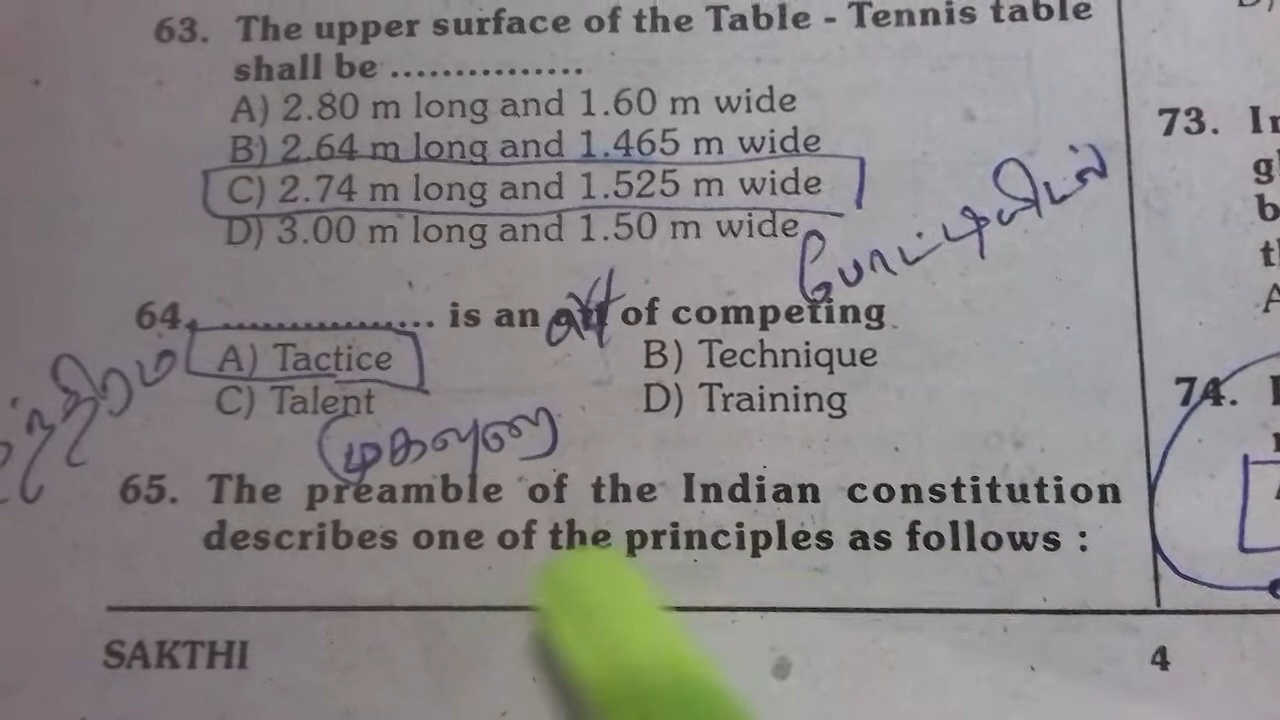 63. The upper surface of the Table - Tennis table
shall be ...............
A) 2.80 m long and 1.60 m wide
B) 2.64 m long and 1.465 m wide
C) 2.74 m long and 1.525 m wide
D) 3.00 m long and 1.50 m wide
போட்டியிடல்
64. ................ is an art of competing
A) Tactice
B) Technique
C) Talent
D) Training
முகவுரை
65. The preamble of the Indian constitution
describes one of the principles as follows :
SAKTHI
4
73. In
74.